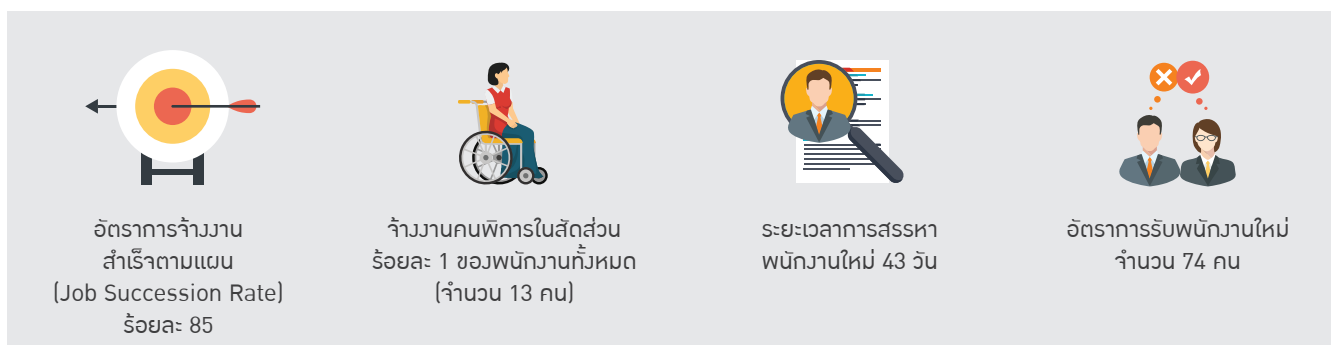 อัตราการจ้างงาน
สำเร็จตามแผน
(Job Succession Rate)
ร้อยละ 85
จ้างงานคนพิการในสัดส่วน
ร้อยละ 1 ของพนักงานทั้งหมด
(จำนวน 13 คน)
ระยะเวลาการสรรหา
พนักงานใหม่ 43 วัน
อัตราการรับพนักงานใหม่
จำนวน 74 คน